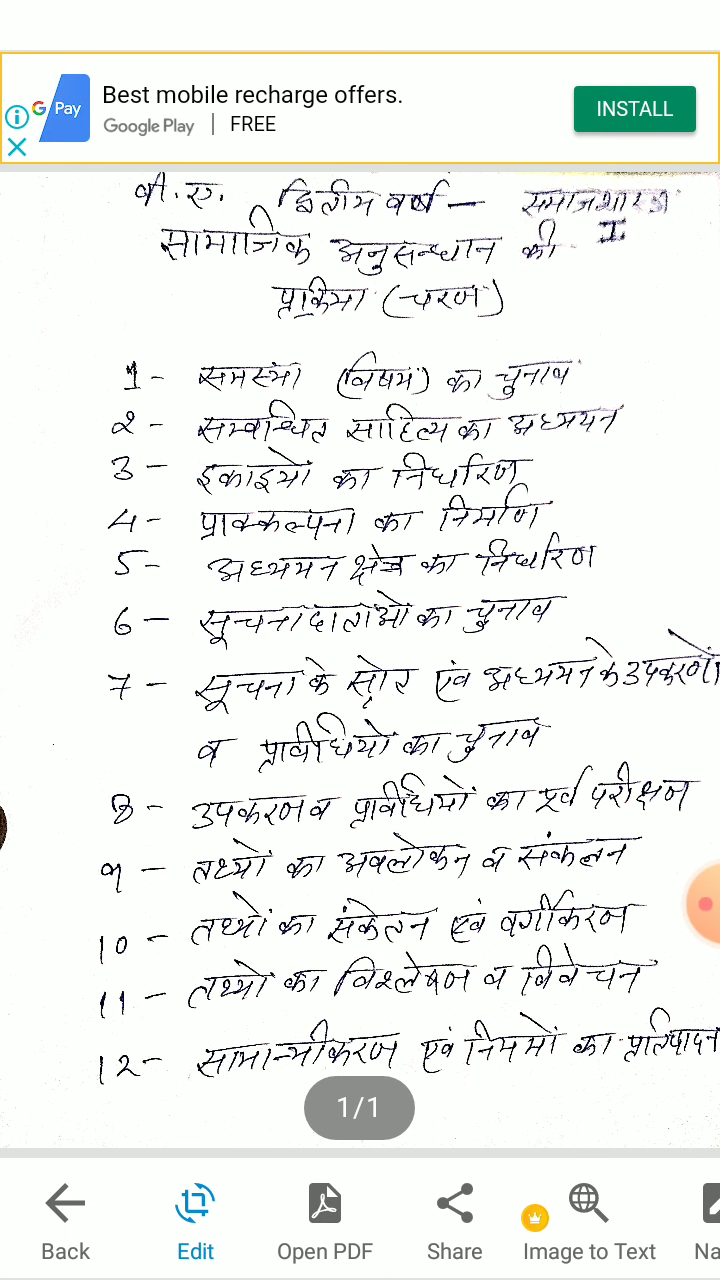 Best mobile recharge offers.
G Pay
Google Play | FREE
INSTALL
बी. ए. द्वितीय वर्ष — समाजशास्त्र
I
सामाजिक अनुसन्धान की
प्रक्रिया (चरण)
1 - समस्या (विषय) का चुनाव
2 - सम्बन्धित साहित्य का अध्ययन
3 - इकाइयों का निर्धारण
4 - प्राक्कल्पना का निर्माण
5 - अध्ययन क्षेत्र का निर्धारण
6 - सूचनादाताओं का चुनाव
7 - सूचना के स्रोत एवं अध्ययन के उपकरणों
व प्रविधियों का चुनाव
8 - उपकरण व प्रविधियों का पूर्व परीक्षण
9 - तथ्यों का अवलोकन व संकलन
10 - तथ्यों का संकेतन एवं वर्गीकरण
11 - तथ्यों का विश्लेषण व विवेचन
12 - सामान्यीकरण एवं नियमों का प्रतिपादन
1/1
Back Edit Open PDF Share Image to Text Na